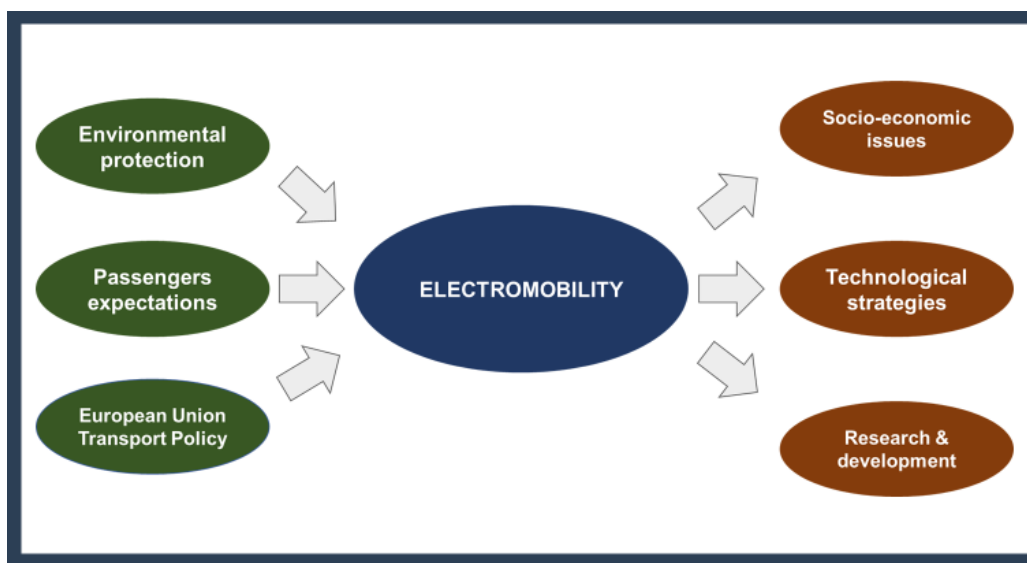 Environmental
protection
Passengers
expectations
European Union
Transport Policy
ELECTROMOBILITY
Socio-economic
issues
Technological
strategies
Research &
development